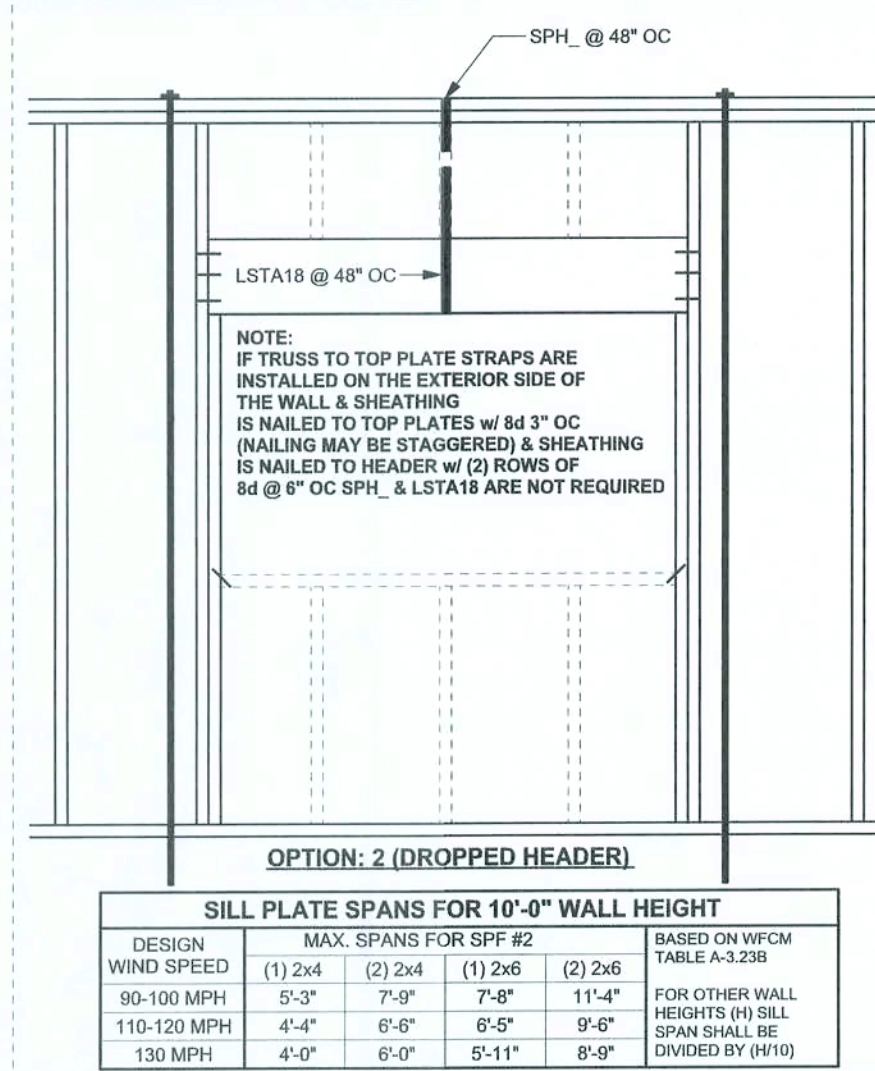 SPH_ @ 48" OC
LSTA18 @ 48" OC
NOTE:
IF TRUSS TO TOP PLATE STRAPS ARE
INSTALLED ON THE EXTERIOR SIDE OF
THE WALL & SHEATHING
IS NAILED TO TOP PLATES w/ 8d 3" OC
(NAILING MAY BE STAGGERED) & SHEATHING
IS NAILED TO HEADER w/ (2) ROWS OF
8d @ 6" OC SPH_ & LSTA18 ARE NOT REQUIRED
OPTION: 2 (DROPPED HEADER)
SILL PLATE SPANS FOR 10'-0" WALL HEIGHT
DESIGN
WIND SPEED
MAX. SPANS FOR SPF #2
(1) 2x4 (2) 2x4 (1) 2x6 (2) 2x6
90-100 MPH 5'-3" 7'-9" 7'-8" 11'-4"
110-120 MPH 4'-4" 6'-6" 6'-5" 9'-6"
130 MPH 4'-0" 6'-0" 5'-11" 8'-9"
BASED ON WFCM
TABLE A-3.23B
FOR OTHER WALL
HEIGHTS (H) SILL
SPAN SHALL BE
DIVIDED BY (H/10)